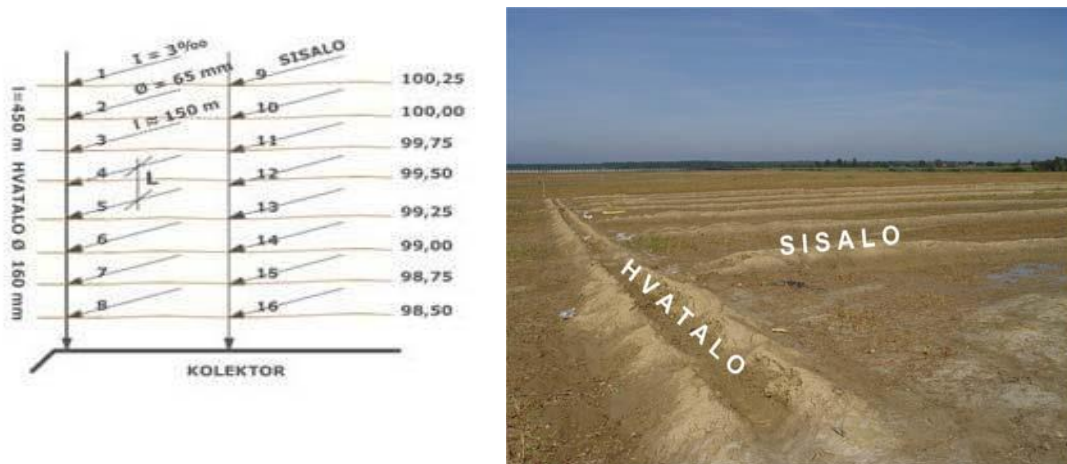 I = 3‰
Ø = 65 mm
l ≈ 150 m
SISALO
1
2
3
4
5
6
7
8
L
9
10
11
12
13
14
15
16
100,25
100,00
99,75
99,50
99,25
99,00
98,75
98,50
l=450 m HVATALO Ø 160 mm
KOLEKTOR
SISALO
HVATALO